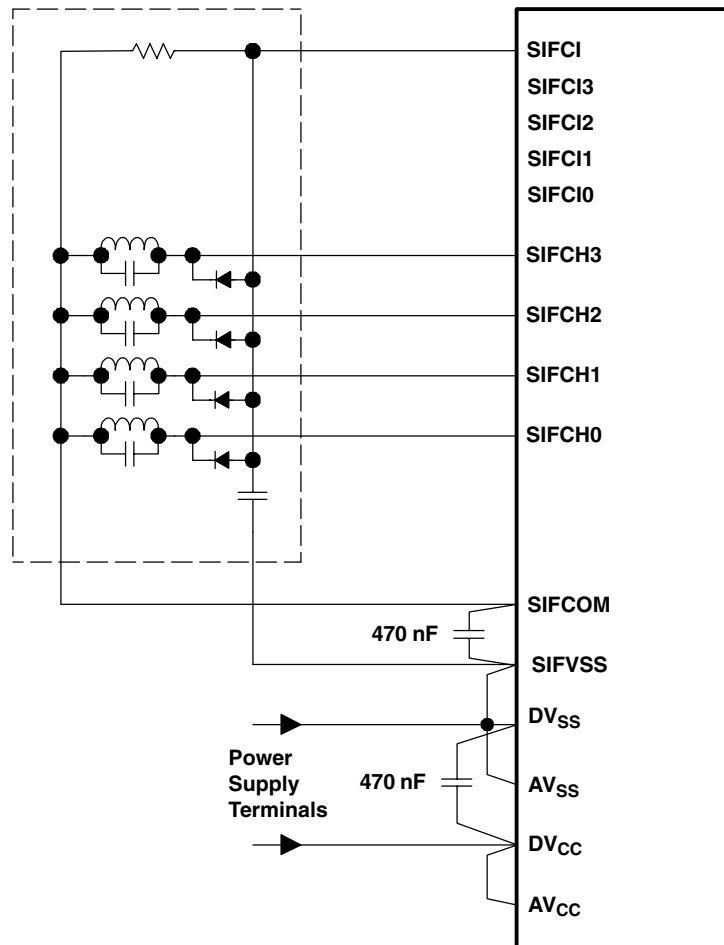 SIFCI
SIFCI3
SIFCI2
SIFCI1
SIFCI0
SIFCH3
SIFCH2
SIFCH1
SIFCH0
SIFCOM
470 nF
SIFVSS
DVSS
Power
Supply
Terminals
470 nF
AVSS
DVCC
AVCC